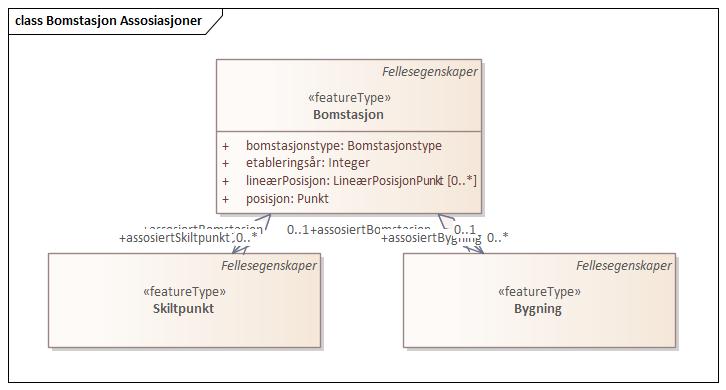 class Bomstasjon Assosiasjoner
Fellesegenskaper
«featureType»
Bomstasjon
+ bomstasjonstype: Bomstasjonstype
+ etableringsår: Integer
+ lineærPosisjon: LineærPosisjonPunkt [0..*]
+ posisjon: Punkt
+assosiertBomstasjon 0..1
+assosiertBomstasjon 0..1
+assosiertSkiltpunkt 0..*
+assosiertBygning 0..*
Fellesegenskaper
«featureType»
Skiltpunkt
Fellesegenskaper
«featureType»
Bygning